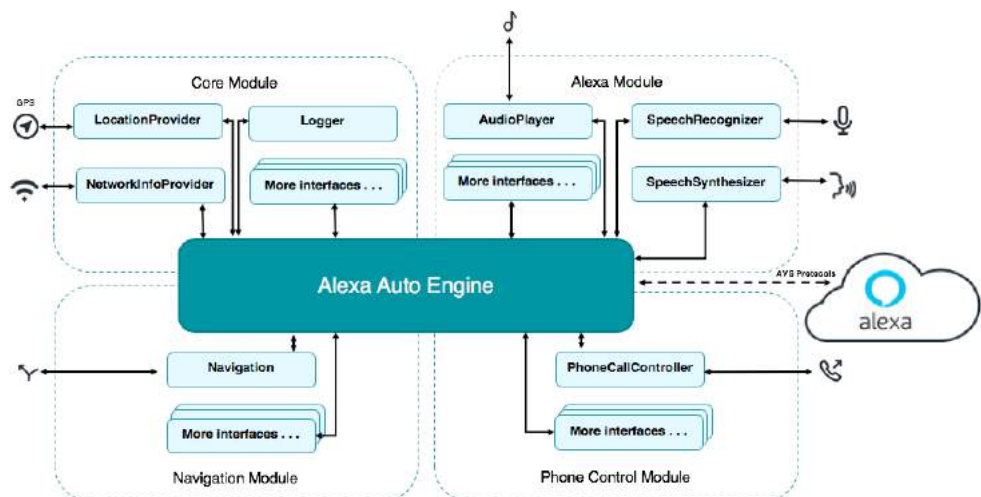 Core Module
Alexa Module
GPS
LocationProvider
Logger
AudioPlayer
SpeechRecognizer
NetworkInfoProvider
More interfaces . . .
More interfaces . . .
SpeechSynthesizer
Alexa Auto Engine
AVS Protocols
alexa
Navigation
PhoneCallController
More interfaces . . .
More interfaces . . .
Navigation Module
Phone Control Module